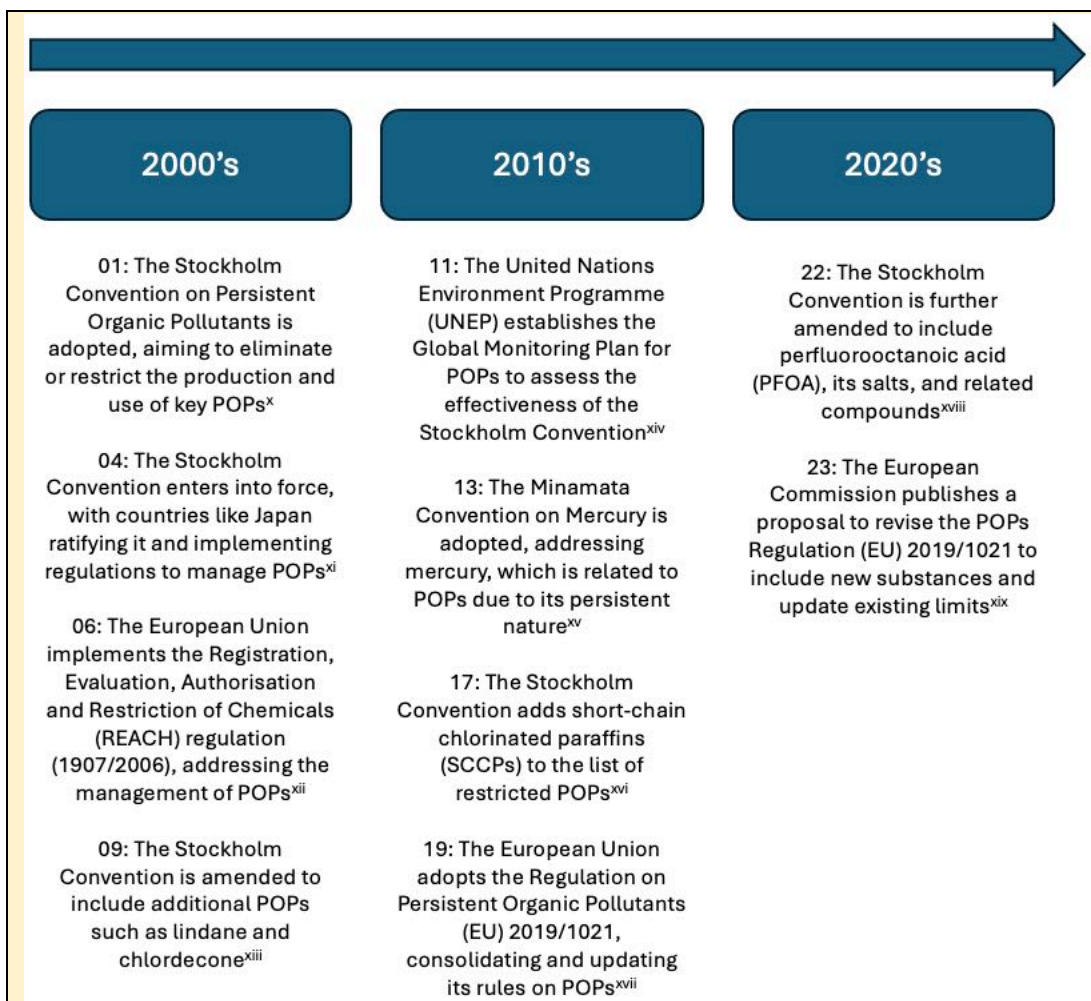 2000's
2010's
2020's
01: The Stockholm
Convention on Persistent
Organic Pollutants is
adopted, aiming to eliminate
or restrict the production and
use of key POPsˣ
04: The Stockholm
Convention enters into force,
with countries like Japan
ratifying it and implementing
regulations to manage POPsˣⁱ
06: The European Union
implements the Registration,
Evaluation, Authorisation
and Restriction of Chemicals
(REACH) regulation
(1907/2006), addressing the
management of POPsˣⁱⁱ
09: The Stockholm
Convention is amended to
include additional POPs
such as lindane and
chlordeconeˣⁱⁱⁱ
11: The United Nations
Environment Programme
(UNEP) establishes the
Global Monitoring Plan for
POPs to assess the
effectiveness of the
Stockholm Conventionˣⁱᵛ
13: The Minamata
Convention on Mercury is
adopted, addressing
mercury, which is related to
POPs due to its persistent
natureˣᵛ
17: The Stockholm
Convention adds short-chain
chlorinated paraffins
(SCCPs) to the list of
restricted POPsˣᵛⁱ
19: The European Union
adopts the Regulation on
Persistent Organic Pollutants
(EU) 2019/1021,
consolidating and updating
its rules on POPsˣᵛⁱⁱ
22: The Stockholm
Convention is further
amended to include
perfluorooctanoic acid
(PFOA), its salts, and related
compoundsˣᵛⁱⁱⁱ
23: The European
Commission publishes a
proposal to revise the POPs
Regulation (EU) 2019/1021 to
include new substances and
update existing limitsˣⁱˣ